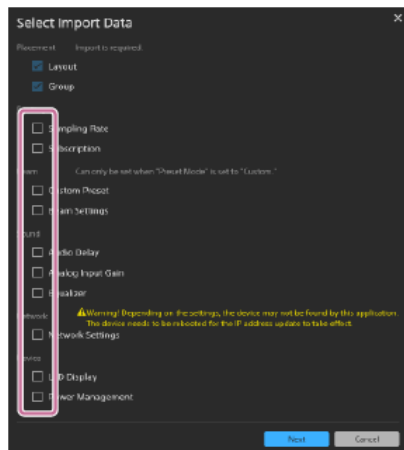 Select Import Data
Placement Import is required.
Layout
Group
Sampling Rate
Subscription
Can only be set when "Preset Mode" is set to "Custom."
Custom Preset
Beam Settings
Sound
Audio Delay
Analog Input Gain
Equalizer
Network Warning! Depending on the settings, the device may not be found by this application.
The device needs to be rebooted for the IP address update to take effect.
Network Settings
Device
LED Display
Power Management
Next Cancel